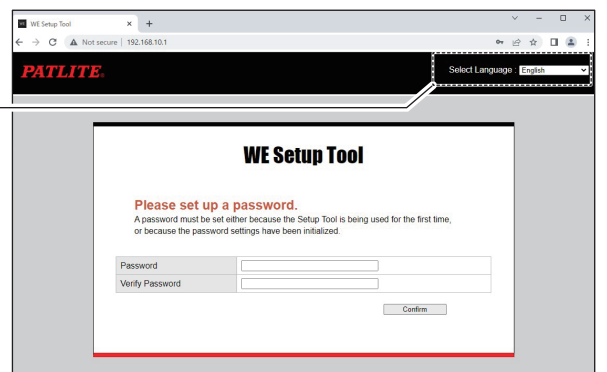 WE Setup Tool
Not secure | 192.168.10.1
PATLITE®
Select Language : English
WE Setup Tool
Please set up a password.
A password must be set either because the Setup Tool is being used for the first time,
or because the password settings have been initialized.
Password
Verify Password
Confirm